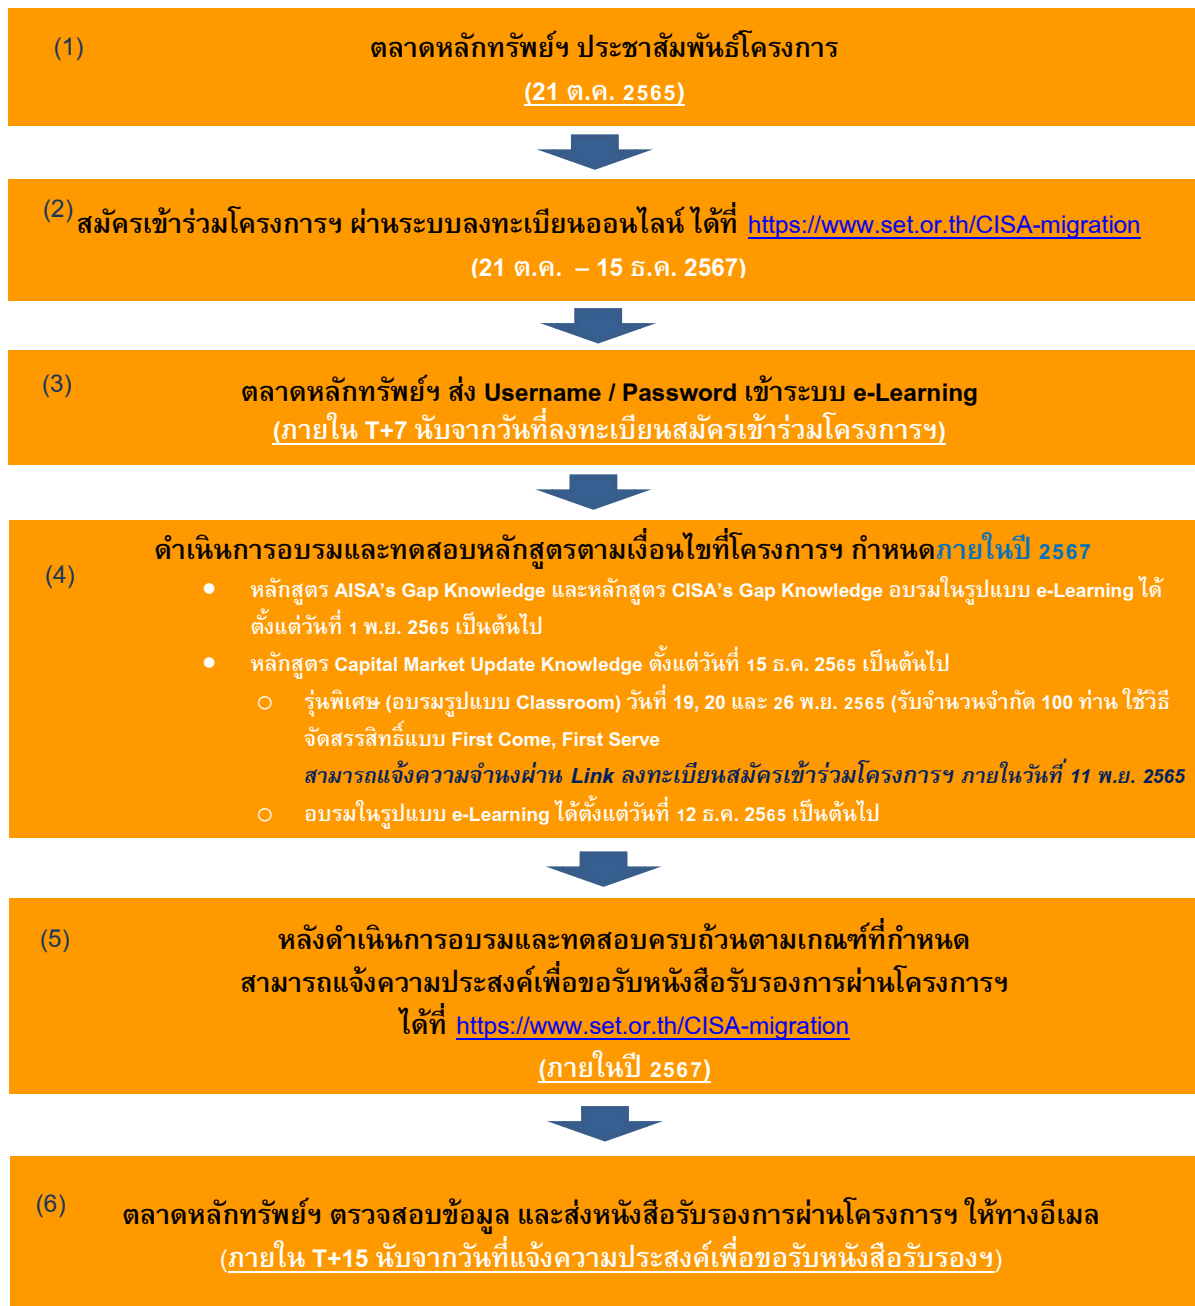 (1)
ตลาดหลักทรัพย์ฯ ประชาสัมพันธ์โครงการ
(21 ต.ค. 2565)
(2) สมัครเข้าร่วมโครงการฯ ผ่านระบบลงทะเบียนออนไลน์ ได้ที่ https://www.set.or.th/CISA-migration
(21 ต.ค. – 15 ธ.ค. 2567)
(3)
ตลาดหลักทรัพย์ฯ ส่ง Username / Password เข้าระบบ e-Learning
(ภายใน T+7 นับจากวันที่ลงทะเบียนสมัครเข้าร่วมโครงการฯ)
ดำเนินการอบรมและทดสอบหลักสูตรตามเงื่อนไขที่โครงการฯ กำหนดภายในปี 2567
(4)
● หลักสูตร AISA's Gap Knowledge และหลักสูตร CISA's Gap Knowledge อบรมในรูปแบบ e-Learning ได้
ตั้งแต่วันที่ 1 พ.ย. 2565 เป็นต้นไป
● หลักสูตร Capital Market Update Knowledge ตั้งแต่วันที่ 15 ธ.ค. 2565 เป็นต้นไป
○ รุ่นพิเศษ (อบรมรูปแบบ Classroom) วันที่ 19, 20 และ 26 พ.ย. 2565 (รับจำนวนจำกัด 100 ท่าน ใช้วิธี
จัดสรรสิทธิ์แบบ First Come, First Serve
สามารถแจ้งความจำนงผ่าน Link ลงทะเบียนสมัครเข้าร่วมโครงการฯ ภายในวันที่ 11 พ.ย. 2565
○ อบรมในรูปแบบ e-Learning ได้ตั้งแต่วันที่ 12 ธ.ค. 2565 เป็นต้นไป
(5)
หลังดำเนินการอบรมและทดสอบครบถ้วนตามเกณฑ์ที่กำหนด
สามารถแจ้งความประสงค์เพื่อขอรับหนังสือรับรองการผ่านโครงการฯ
ได้ที่ https://www.set.or.th/CISA-migration
(ภายในปี 2567)
(6)
ตลาดหลักทรัพย์ฯ ตรวจสอบข้อมูล และส่งหนังสือรับรองการผ่านโครงการฯ ให้ทางอีเมล
(ภายใน T+15 นับจากวันที่แจ้งความประสงค์เพื่อขอรับหนังสือรับรองฯ)